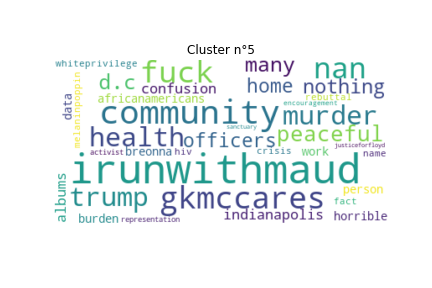 Cluster n°5
whiteprivilege
fuck
many
nan
d.c
confusion
home
nothing
melaninpoppin
data
africanamericans
rebuttal
encouragement
community
murder
sanctuary
health
officers
peaceful
justiceforfloyd
activist
breonna
hiv
crisis
work
name
irunwithmaud
albums
trump
gkmccares
person
fact
burden
representation
indianapolis
horrible